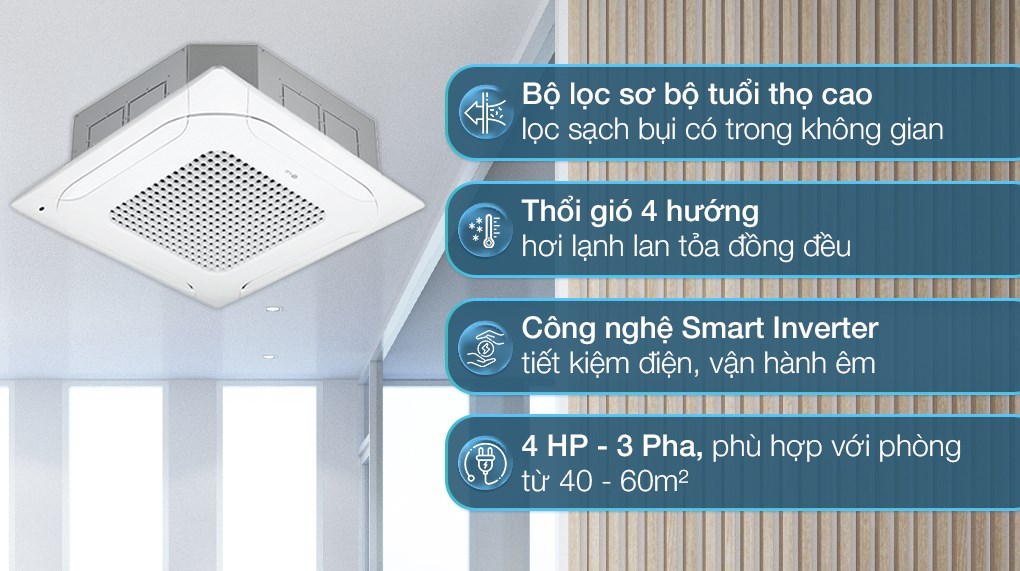 Bộ lọc sơ bộ tuổi thọ cao
lọc sạch bụi có trong không gian
Thổi gió 4 hướng
hơi lạnh lan tỏa đồng đều
Công nghệ Smart Inverter
tiết kiệm điện, vận hành êm
4 HP - 3 Pha, phù hợp với phòng
từ 40 - 60m²